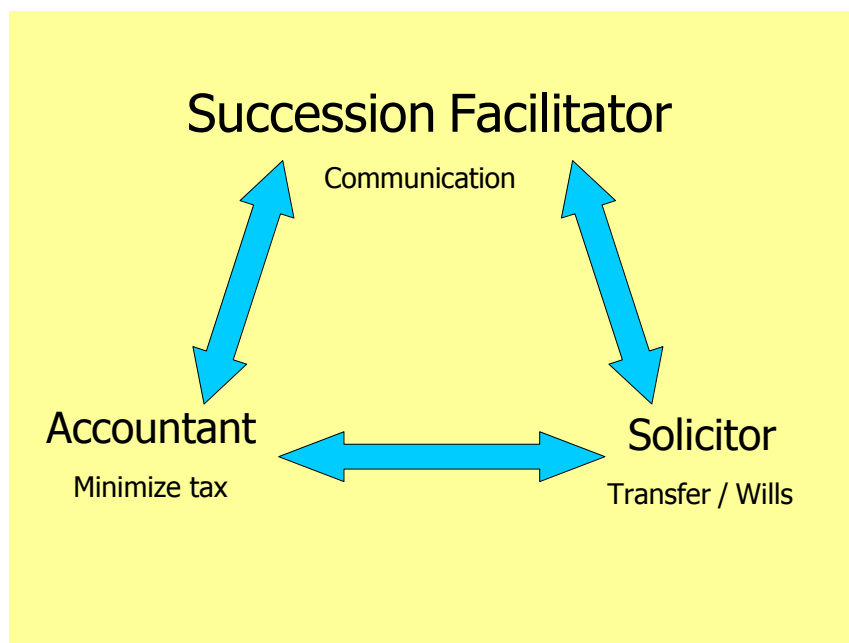 Succession Facilitator
Communication
Accountant
Solicitor
Minimize tax
Transfer / Wills